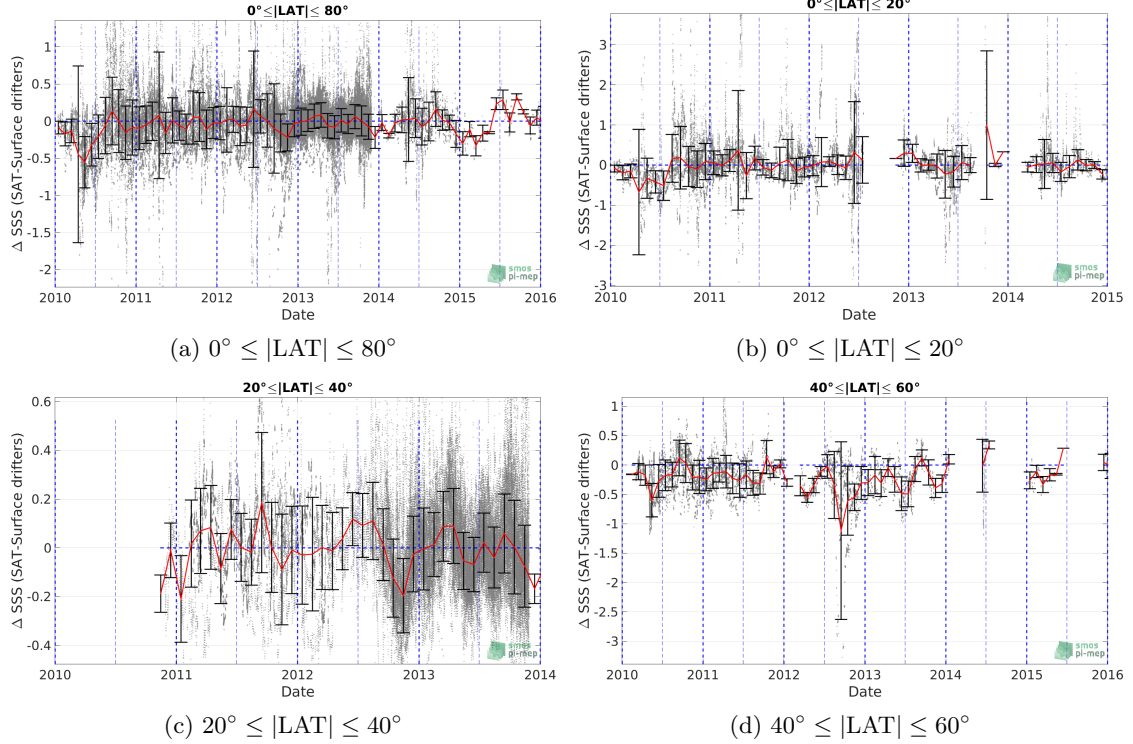 0°≤|LAT|≤ 80°
Δ SSS (SAT-Surface drifters)
1
0.5
0
-0.5
-1
-1.5
-2
2010 2011 2012 2013 2014 2015 2016
Date
smos
pi-mep
(a) 0° ≤ |LAT| ≤ 80°
0°≤|LAT|≤ 20°
Δ SSS (SAT-Surface drifters)
3
2
1
0
-1
-2
-3
2010 2011 2012 2013 2014 2015
Date
smos
pi-mep
(b) 0° ≤ |LAT| ≤ 20°
20°≤|LAT|≤ 40°
Δ SSS (SAT-Surface drifters)
0.6
0.4
0.2
0
-0.2
-0.4
2010 2011 2012 2013 2014
Date
smos
pi-mep
(c) 20° ≤ |LAT| ≤ 40°
40°≤|LAT|≤ 60°
Δ SSS (SAT-Surface drifters)
1
0.5
0
-0.5
-1
-1.5
-2
-2.5
-3
2010 2011 2012 2013 2014 2015 2016
Date
smos
pi-mep
(d) 40° ≤ |LAT| ≤ 60°